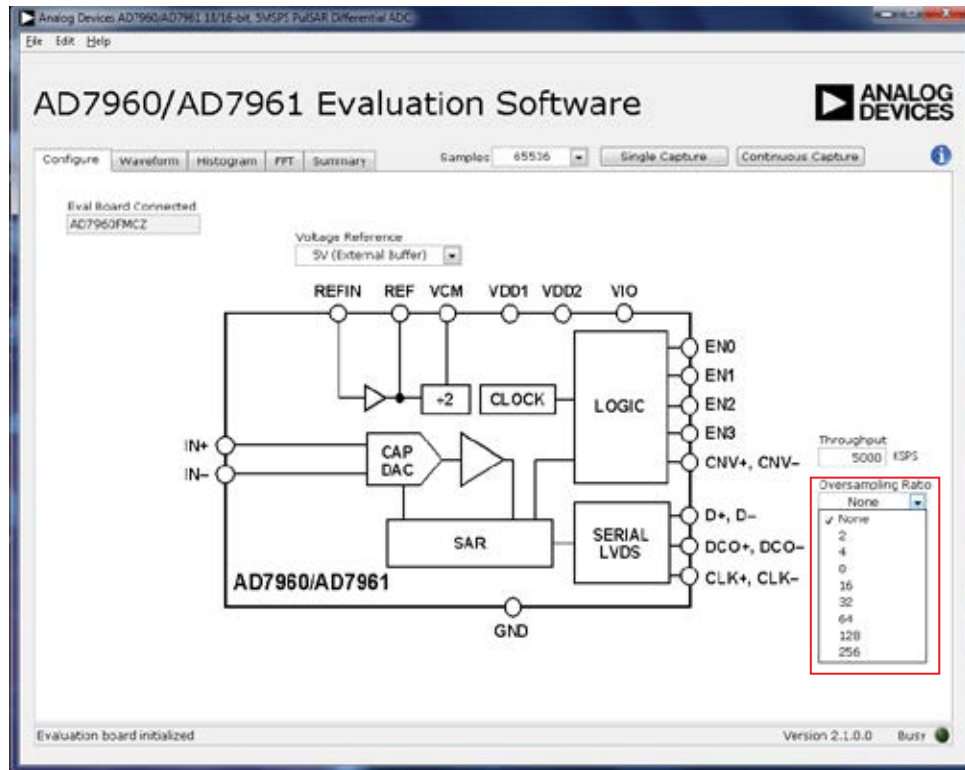 Analog Devices AD7960/AD7961 18/16-bit, 5MSPS PulSAR Differential ADC
File Edit Help
AD7960/AD7961 Evaluation Software
ANALOG DEVICES
Configure Waveform Histogram FFT Summary Samples 65536 Single Capture Continuous Capture i
Eval Board Connected
AD7960FMCZ
Voltage Reference
5V (External Buffer)
REFIN REF VCM VDD1 VDD2 VIO
EN0
EN1
÷2 CLOCK LOGIC EN2
EN3
IN+ CAP DAC CNV+, CNV–
IN–
Throughput
5000 KSPS
Oversampling Ratio
None
✓ None
2
4
8
16
32
64
128
256
D+, D–
SAR SERIAL LVDS DCO+, DCO–
CLK+, CLK–
AD7960/AD7961
GND
Evaluation board initialized Version 2.1.0.0 Busy